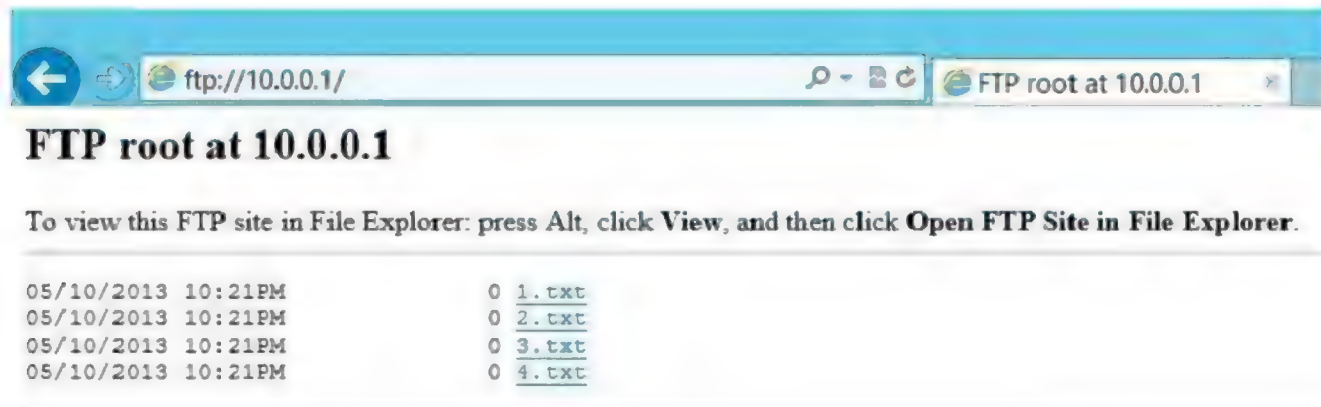 ftp://10.0.0.1/
FTP root at 10.0.0.1
FTP root at 10.0.0.1
To view this FTP site in File Explorer: press Alt, click View, and then click Open FTP Site in File Explorer.
05/10/2013 10:21PM 0 1.txt
05/10/2013 10:21PM 0 2.txt
05/10/2013 10:21PM 0 3.txt
05/10/2013 10:21PM 0 4.txt